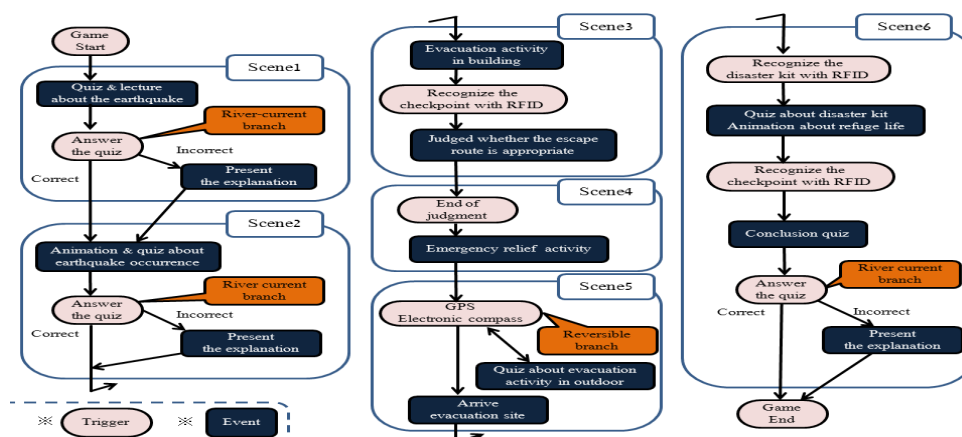 Game
Start
Scene1
Quiz & lecture
about the earthquake
River-current
branch
Answer
the quiz
Incorrect
Correct
Present
the explanation
Scene2
Animation & quiz about
earthquake occurrence
River current
branch
Answer
the quiz
Correct
Incorrect
Present
the explanation
※ Trigger ※ Event
Scene3
Evacuation activity
in building
Recognize the
checkpoint with RFID
Judged whether the escape
route is appropriate
Scene4
End of
judgment
Emergency relief activity
Scene5
GPS
Electronic compass
Reversible
branch
Quiz about evacuation
activity in outdoor
Arrive
evacuation site
Scene6
Recognize the
disaster kit with RFID
Quiz about disaster kit
Animation about refuge life
Recognize the
checkpoint with RFID
Conclusion quiz
River current
branch
Answer
the quiz
Correct
Incorrect
Present
the explanation
Game
End